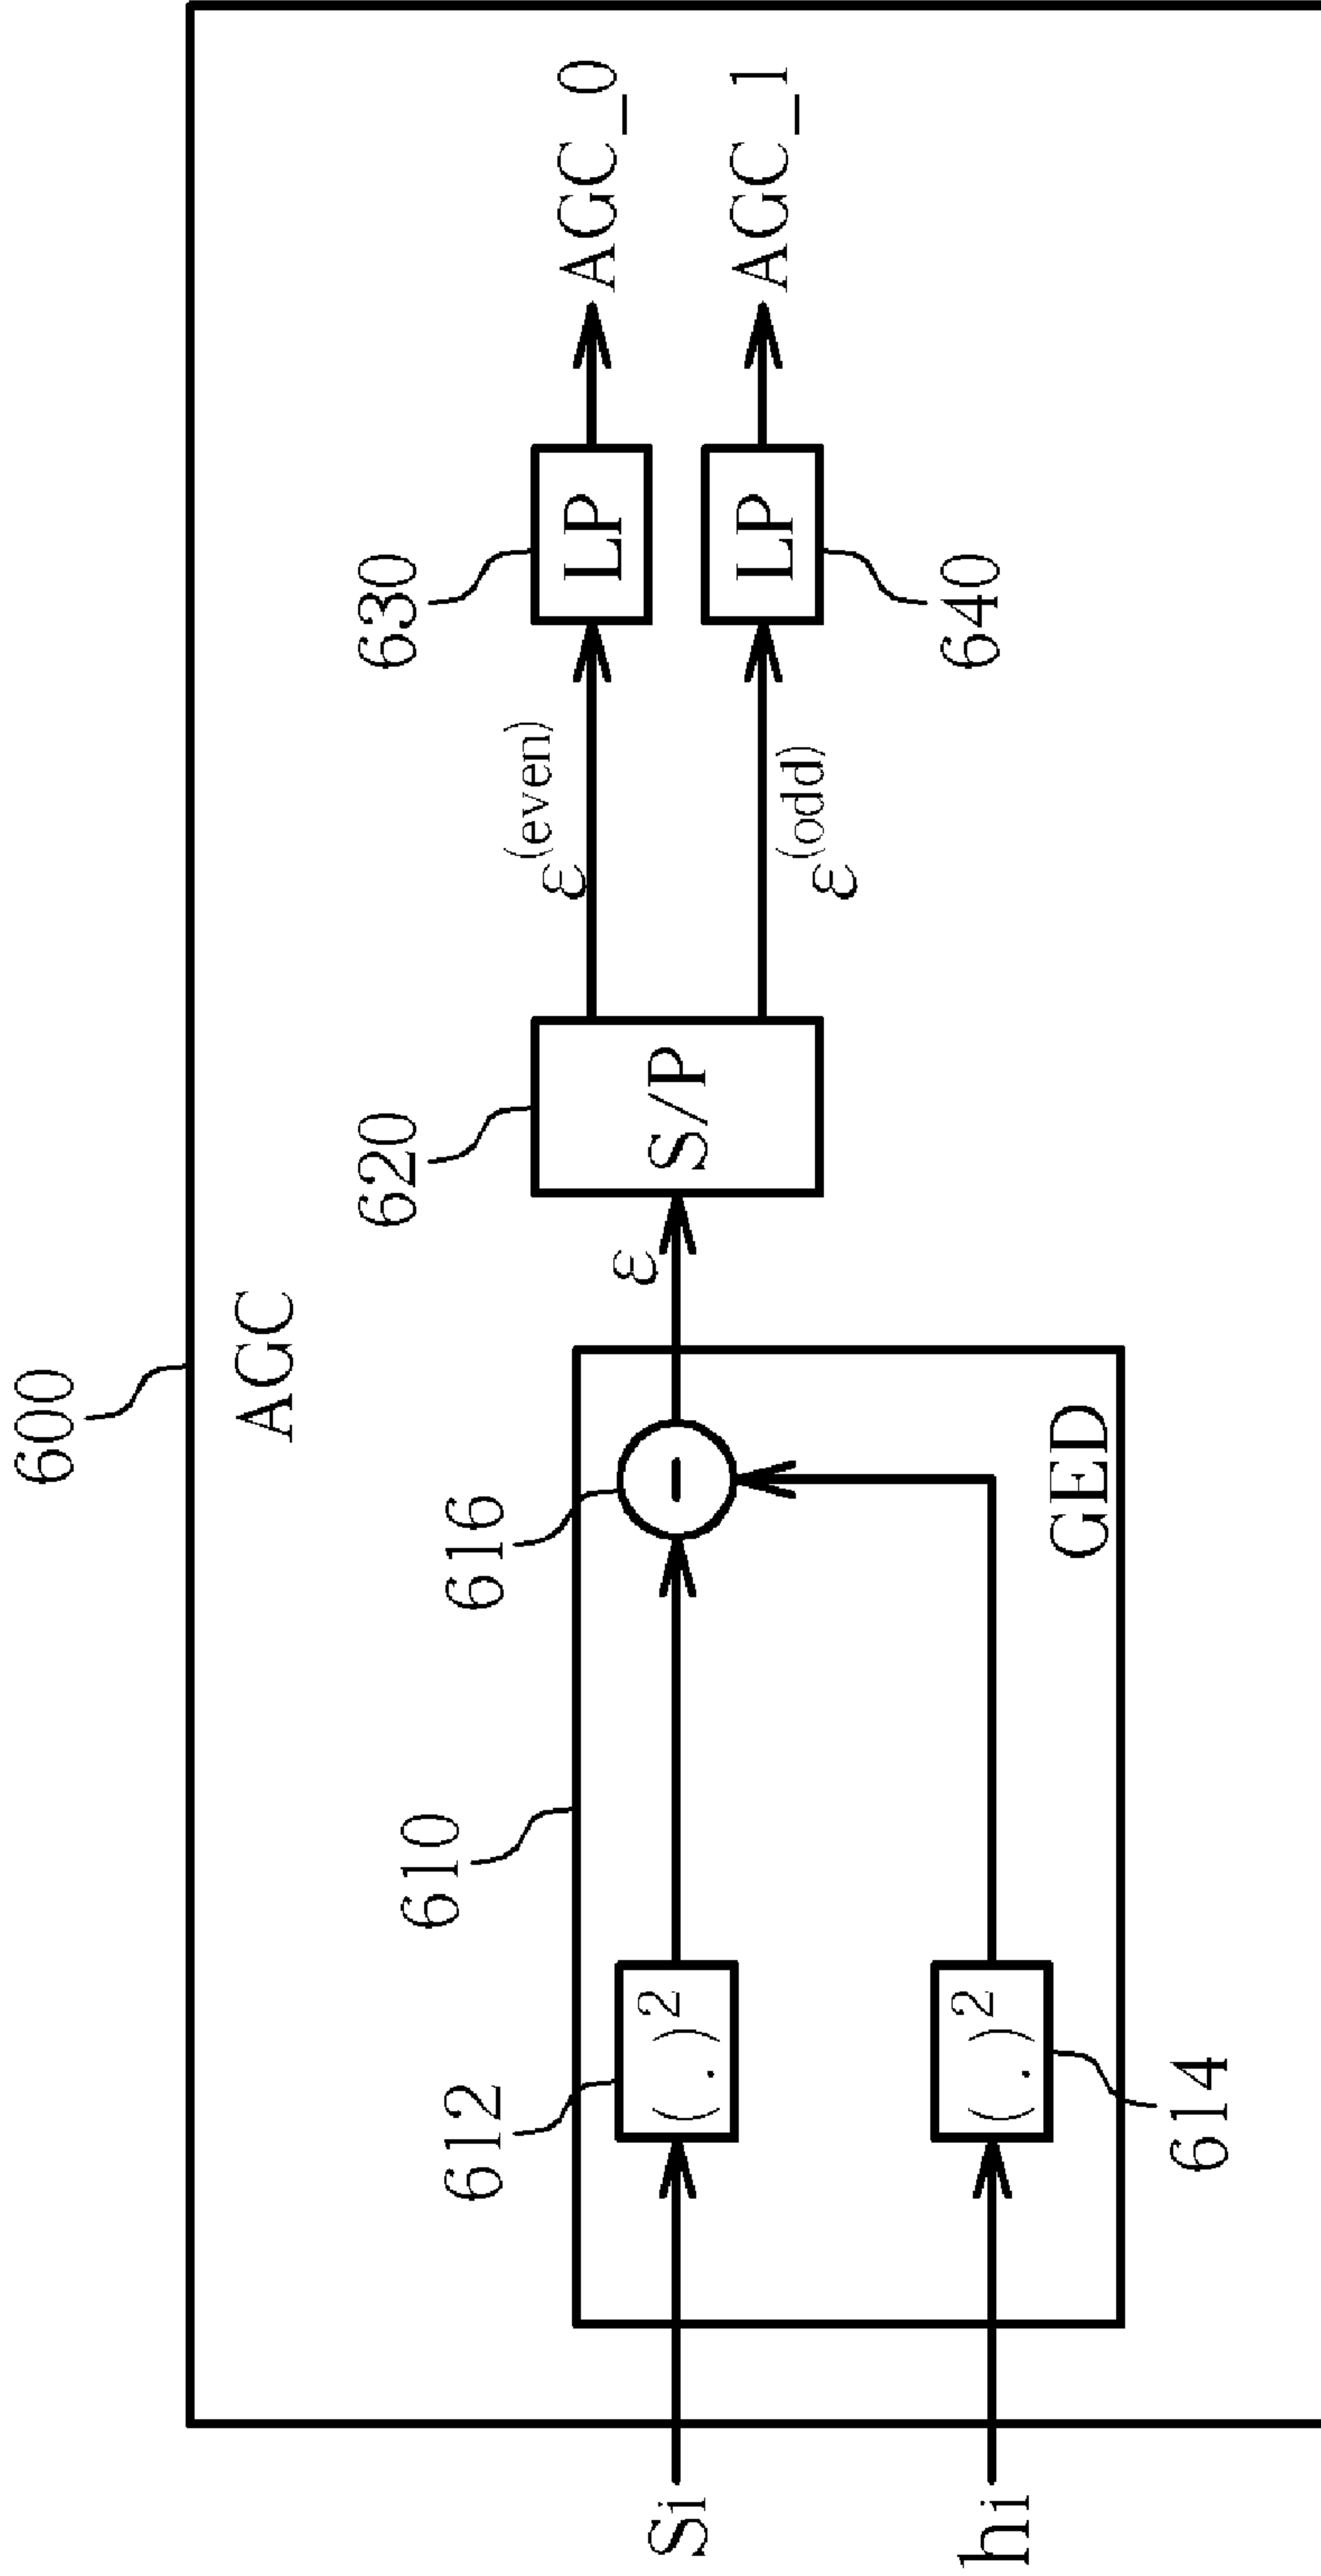 600
AGC
610
616
620
630
612
Si
(.)²
-
ε
S/P
ε(even)
LP
AGC_0
ε(odd)
LP
AGC_1
640
hi
(.)²
614
GED